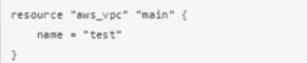 resource "aws_vpc" "main" {
    name = "test"
}